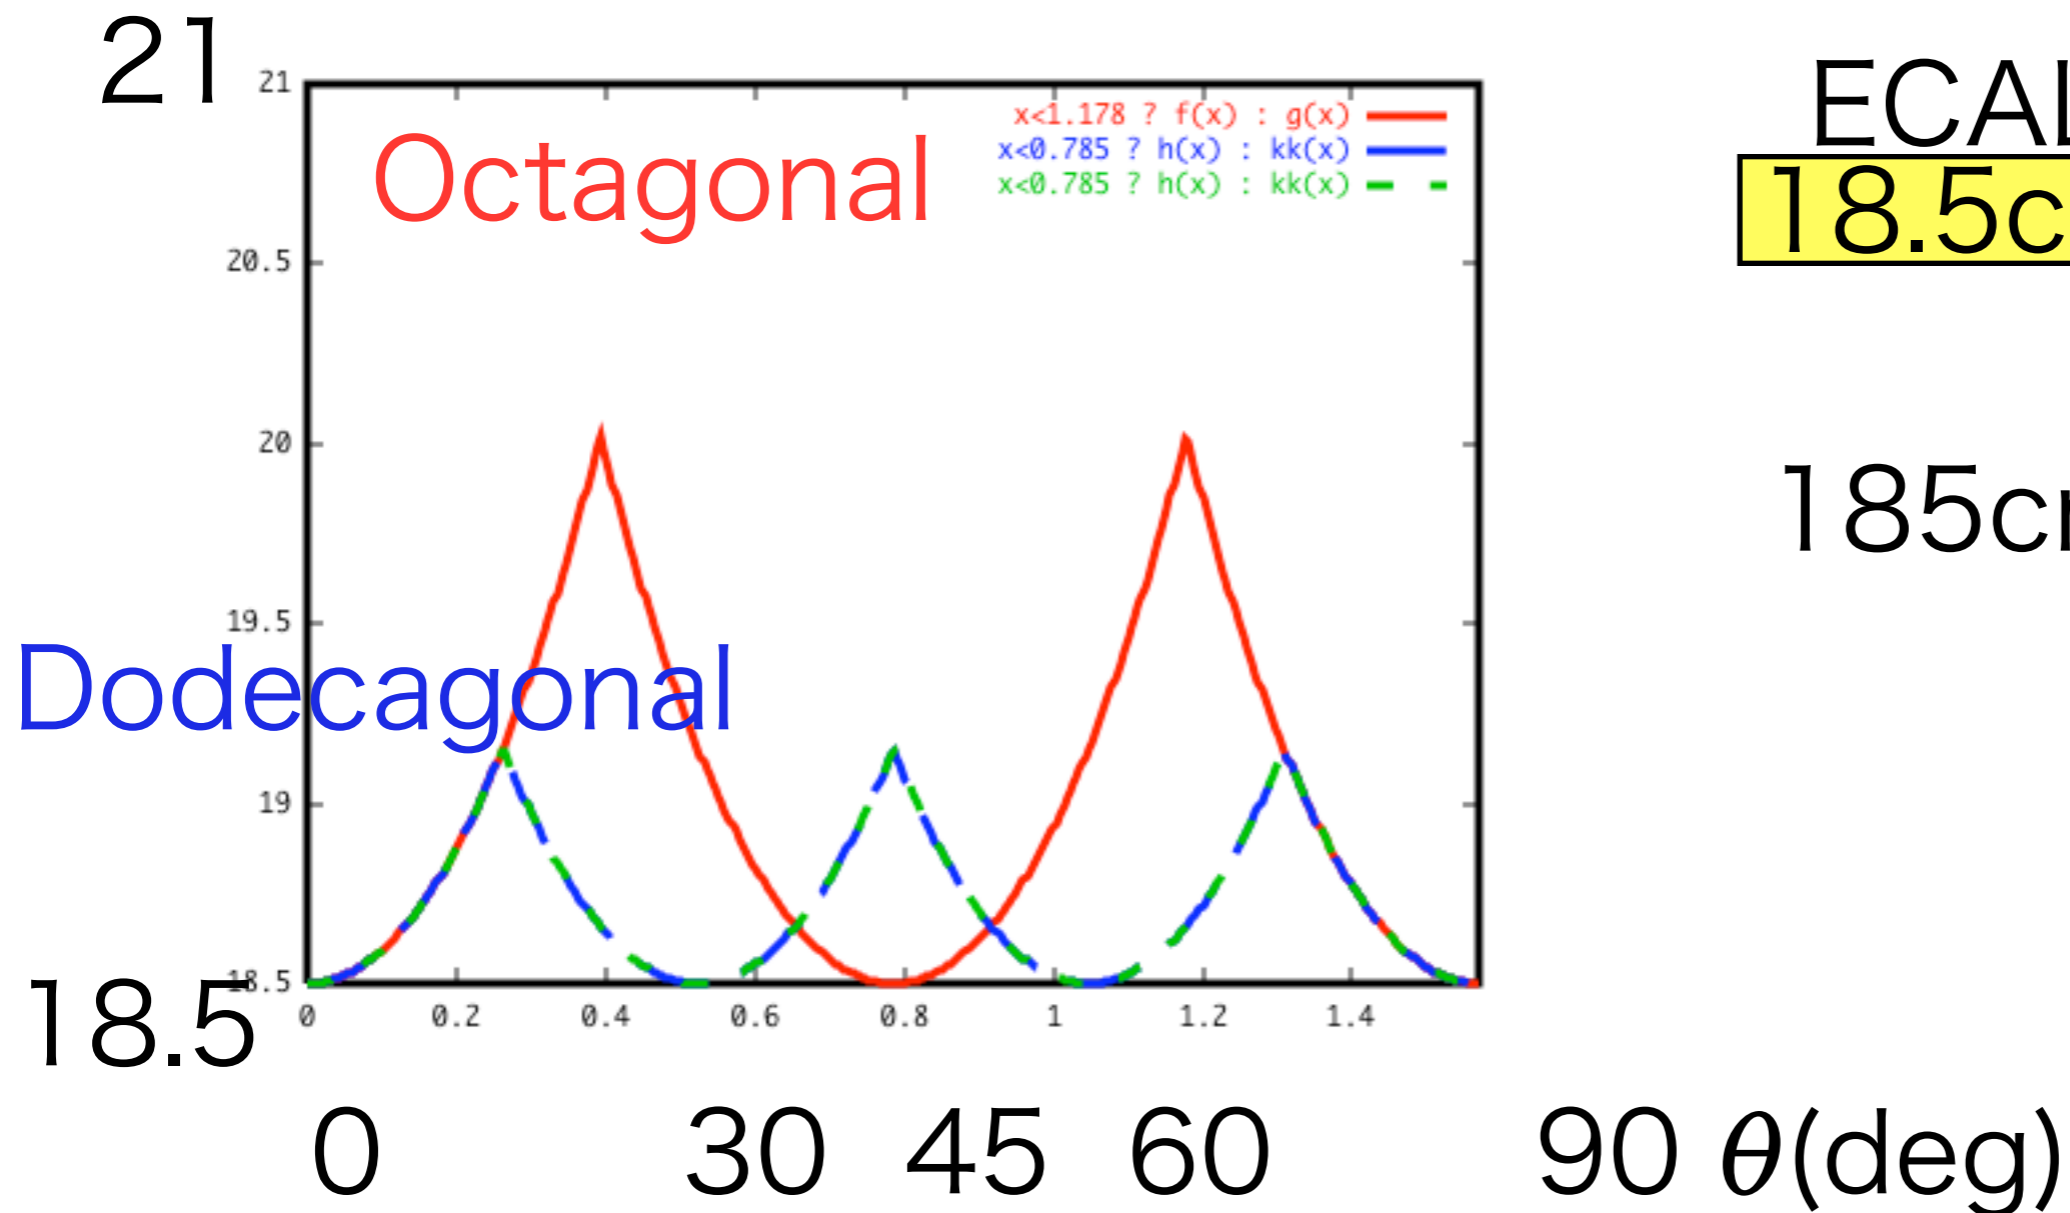 21
21
x<1.178 ? f(x) : g(x)
x<0.785 ? h(x) : kk(x)
x<0.785 ? h(x) : kk(x)
Octagonal
20.5
20
19.5
Dodecagonal
19
18.5
18.5
0 0.2 0.4 0.6 0.8 1 1.2 1.4
0 30 45 60 90 θ(deg)
ECAL
18.5c
185c